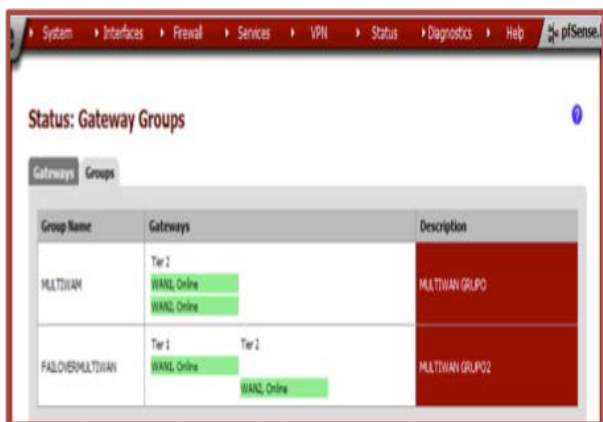 System Interfaces Firewall Services VPN Status Diagnostics Help pfSense.
Status: Gateway Groups
?
Gateways Groups
Group Name Gateways Description
Tier 2
MULTIWAM WAN1, Online MULTIWAN GRUPO
WAN2, Online
Tier 1 Tier 2
FAILOVERMULTIWAN WAN1, Online MULTIWAN GRUPO2
WAN2, Online